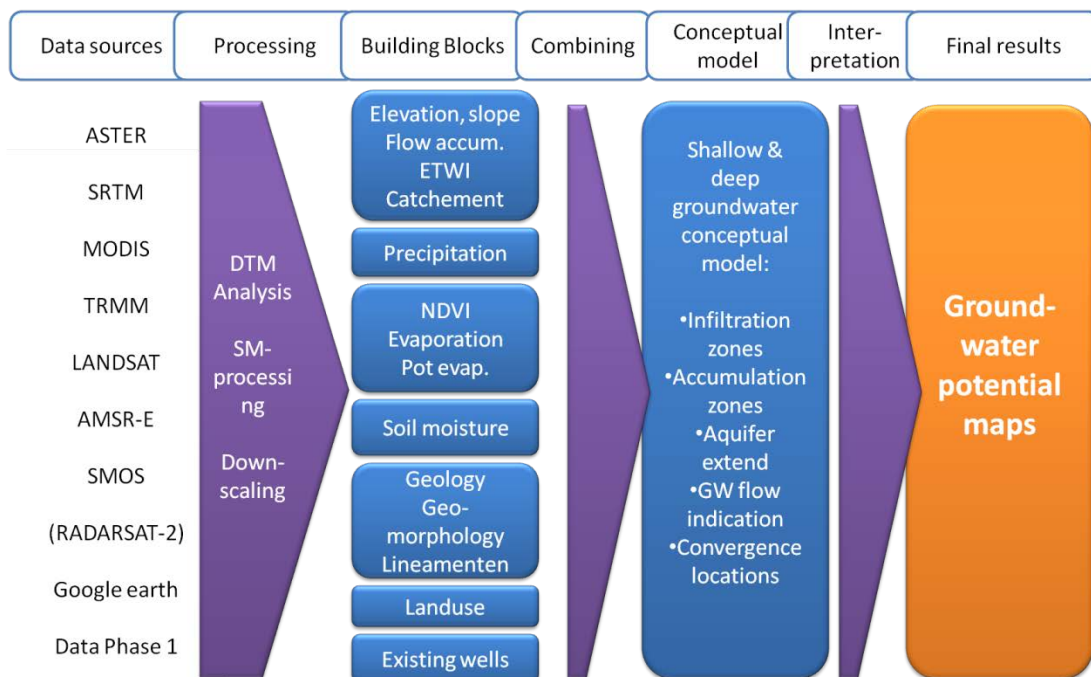 Data sources
Processing
Building Blocks
Combining
Conceptual
model
Inter-
pretation
Final results
ASTER
SRTM
MODIS
TRMM
LANDSAT
AMSR-E
SMOS
(RADARSAT-2)
Google earth
Data Phase 1
DTM
Analysis
SM-
processi
ng
Down-
scaling
Elevation, slope
Flow accum.
ETWI
Catchement
Precipitation
NDVI
Evaporation
Pot evap.
Soil moisture
Geology
Geo-
morphology
Lineamenten
Landuse
Existing wells
Shallow &
deep
groundwater
conceptual
model:
•Infiltration
zones
•Accumulation
zones
•Aquifer
extend
•GW flow
indication
•Convergence
locations
Ground-
water
potential
maps